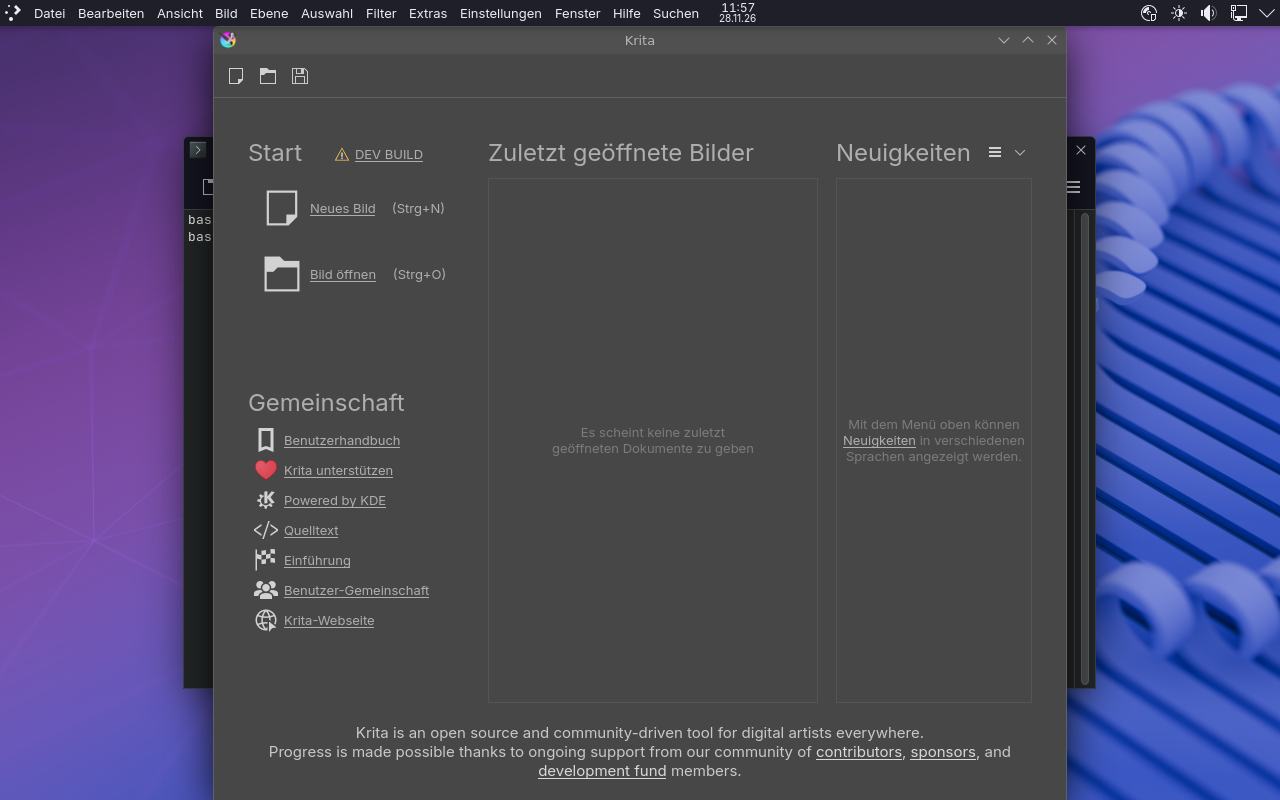 Datei Bearbeiten Ansicht Bild Ebene Auswahl Filter Extras Einstellungen Fenster Hilfe Suchen 11:57
28.11.26
Krita
Start DEV BUILD Zuletzt geöffnete Bilder Neuigkeiten
Neues Bild (Strg+N)
bas
bas
Bild öffnen (Strg+O)
Gemeinschaft
Benutzerhandbuch
Krita unterstützen
Powered by KDE
Quelltext
Einführung
Benutzer-Gemeinschaft
Krita-Webseite
Es scheint keine zuletzt
geöffneten Dokumente zu geben
Mit dem Menü oben können
Neuigkeiten in verschiedenen
Sprachen angezeigt werden.
Krita is an open source and community-driven tool for digital artists everywhere.
Progress is made possible thanks to ongoing support from our community of contributors, sponsors, and
development fund members.